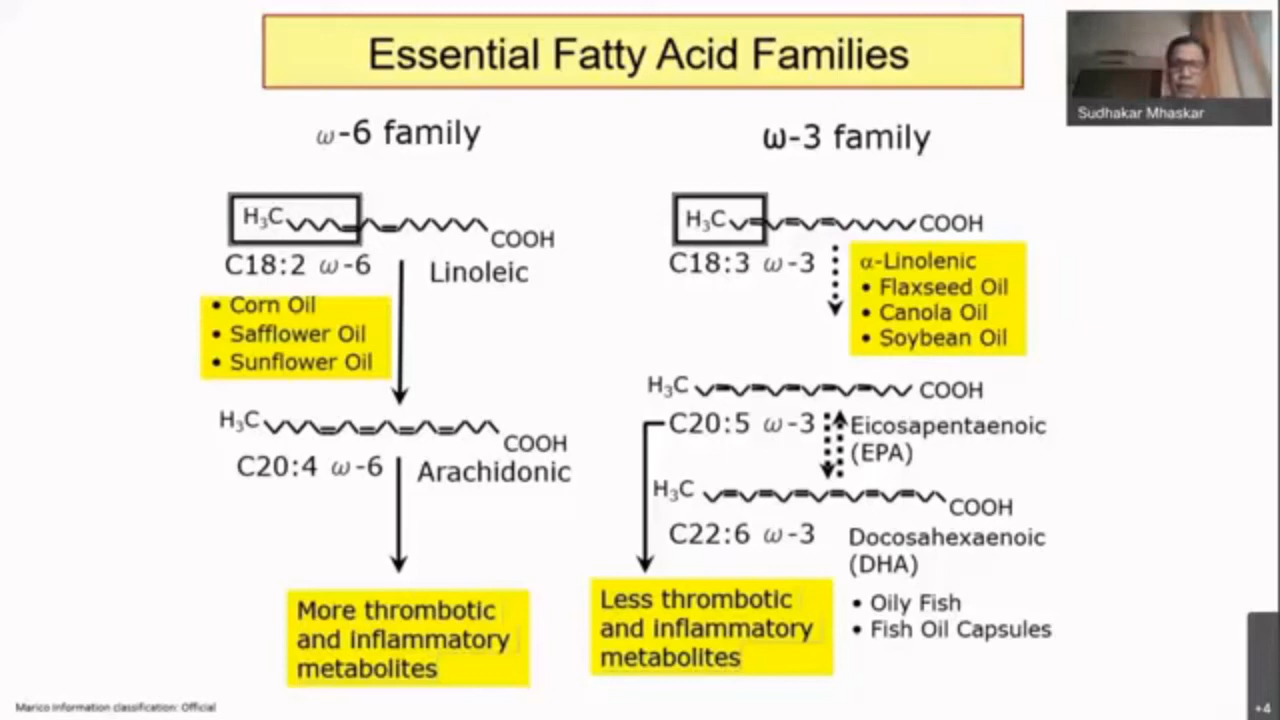 Essential Fatty Acid Families
Sudhakar Mhaskar
ω-6 family
H₃C
COOH
C18:2 ω-6
Linoleic
• Corn Oil
• Safflower Oil
• Sunflower Oil
H₃C
COOH
C20:4 ω-6
Arachidonic
More thrombotic
and inflammatory
metabolites
ω-3 family
H₃C
COOH
C18:3 ω-3
α-Linolenic
• Flaxseed Oil
• Canola Oil
• Soybean Oil
H₃C
COOH
C20:5 ω-3
Eicosapentaenoic
(EPA)
H₃C
COOH
C22:6 ω-3
Docosahexaenoic
(DHA)
• Oily Fish
• Fish Oil Capsules
Less thrombotic
and inflammatory
metabolites
Marico Information classification: Official
+4